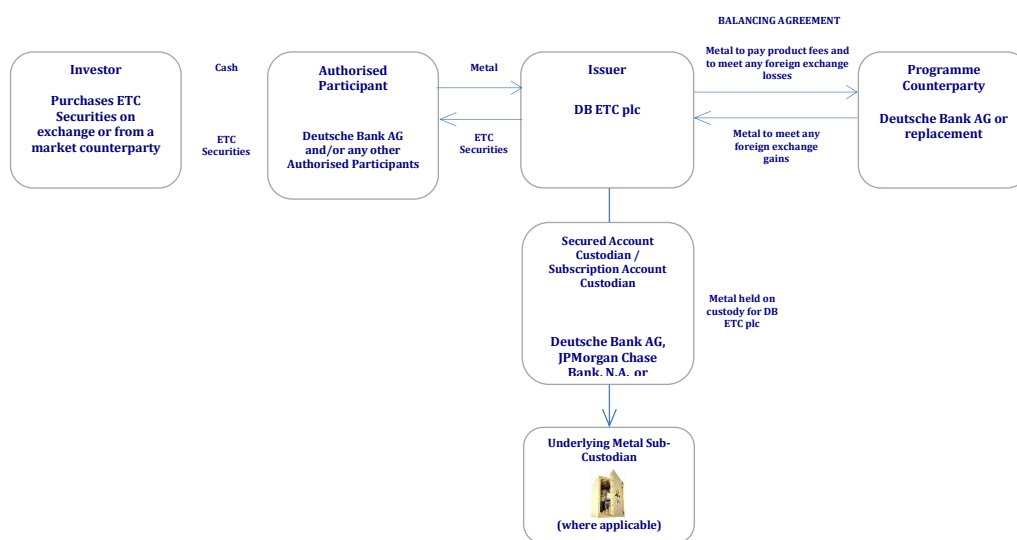 BALANCING AGREEMENT
Investor
Purchases ETC
Securities on
exchange or from a
market counterparty
Cash
ETC
Securities
Authorised
Participant
Deutsche Bank AG
and/or any other
Authorised Participants
Metal
ETC
Securities
Issuer
DB ETC plc
Metal to pay product fees and
to meet any foreign exchange
losses
Metal to meet any
foreign exchange
gains
Programme
Counterparty
Deutsche Bank AG or
replacement
Secured Account
Custodian /
Subscription Account
Custodian
Deutsche Bank AG,
JPMorgan Chase
Bank, N.A. or
Metal held on
custody for DB
ETC plc
Underlying Metal Sub-
Custodian
(where applicable)